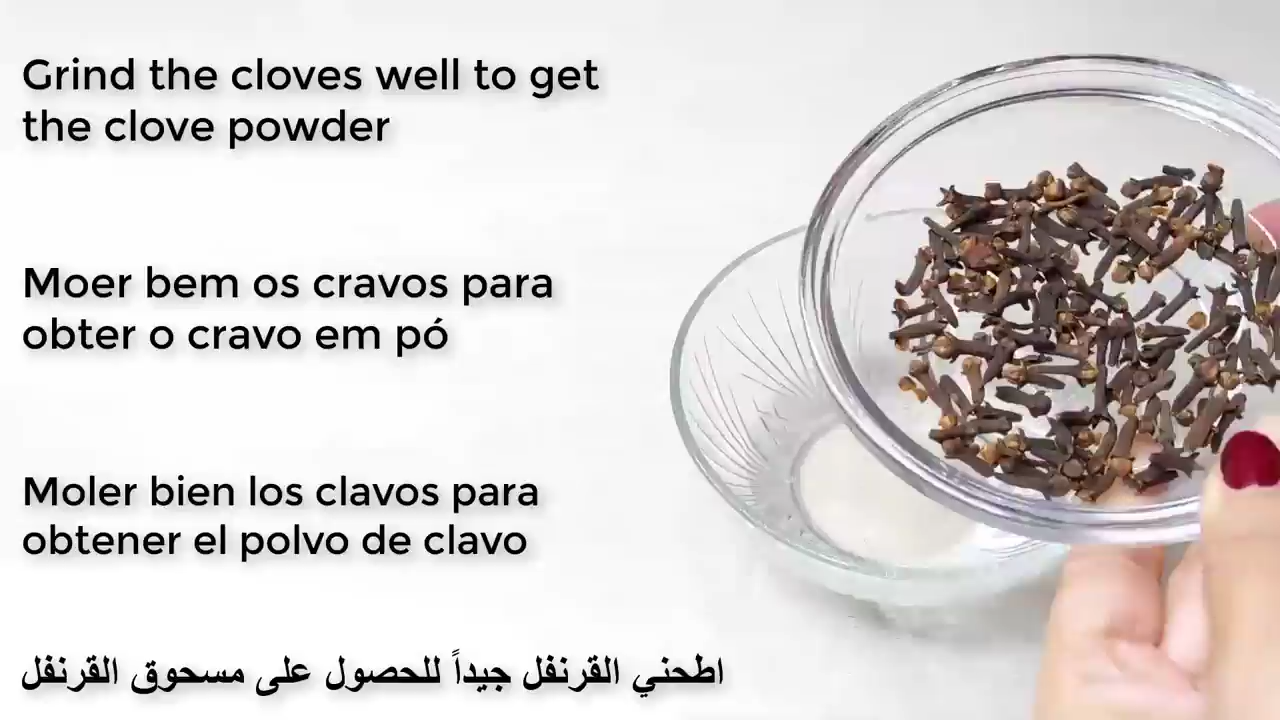 Grind the cloves well to get
the clove powder
Moer bem os cravos para
obter o cravo em pó
Moler bien los clavos para
obtener el polvo de clavo
اطحني القرنفل جيداً للحصول على مسحوق القرنفل